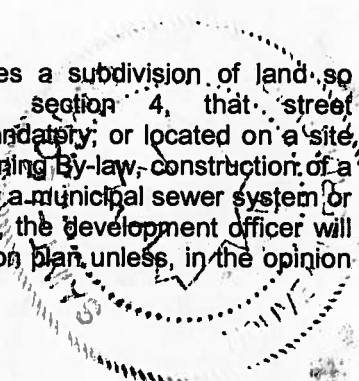 es a subdivision of land so
section 4, that street
ndatory; or located on a site
ning By-law, construction of a
a municipal sewer system or
the development officer will
on plan unless, in the opinion